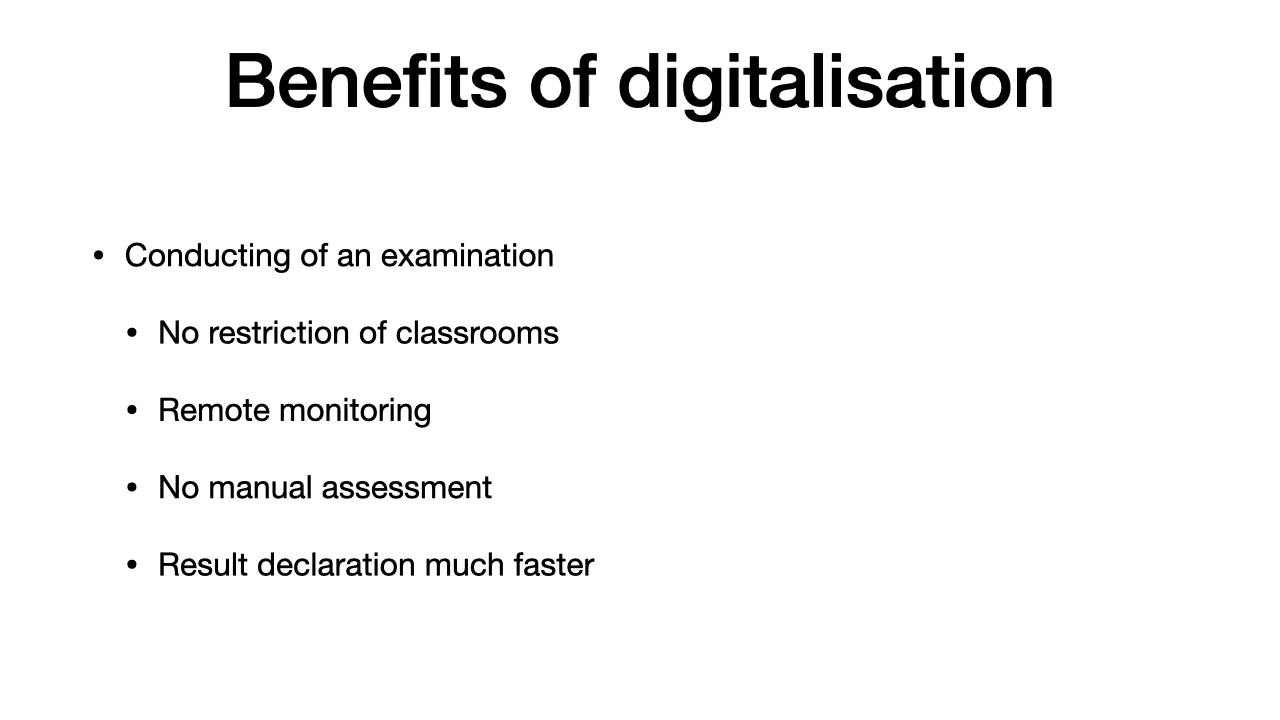 Benefits of digitalisation
• Conducting of an examination
• No restriction of classrooms
• Remote monitoring
• No manual assessment
• Result declaration much faster